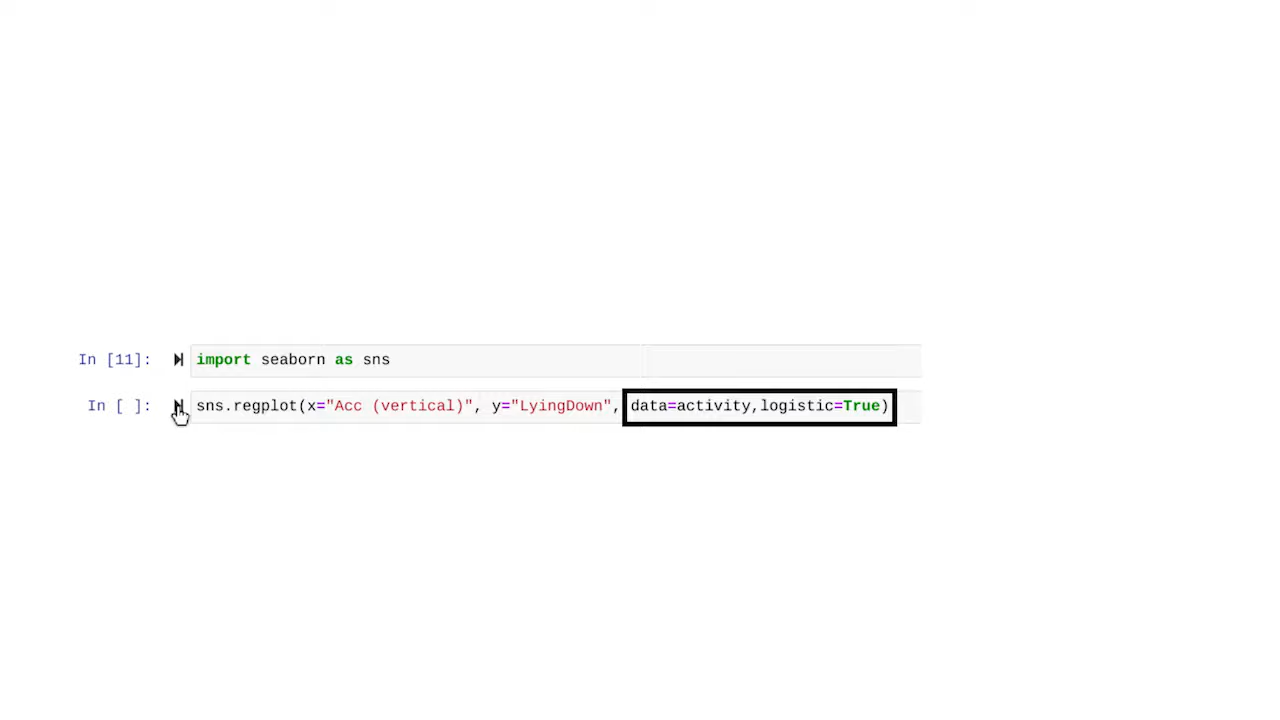 In [11]: import seaborn as sns
In [ ]: sns.regplot(x="Acc (vertical)", y="LyingDown", data=activity,logistic=True)